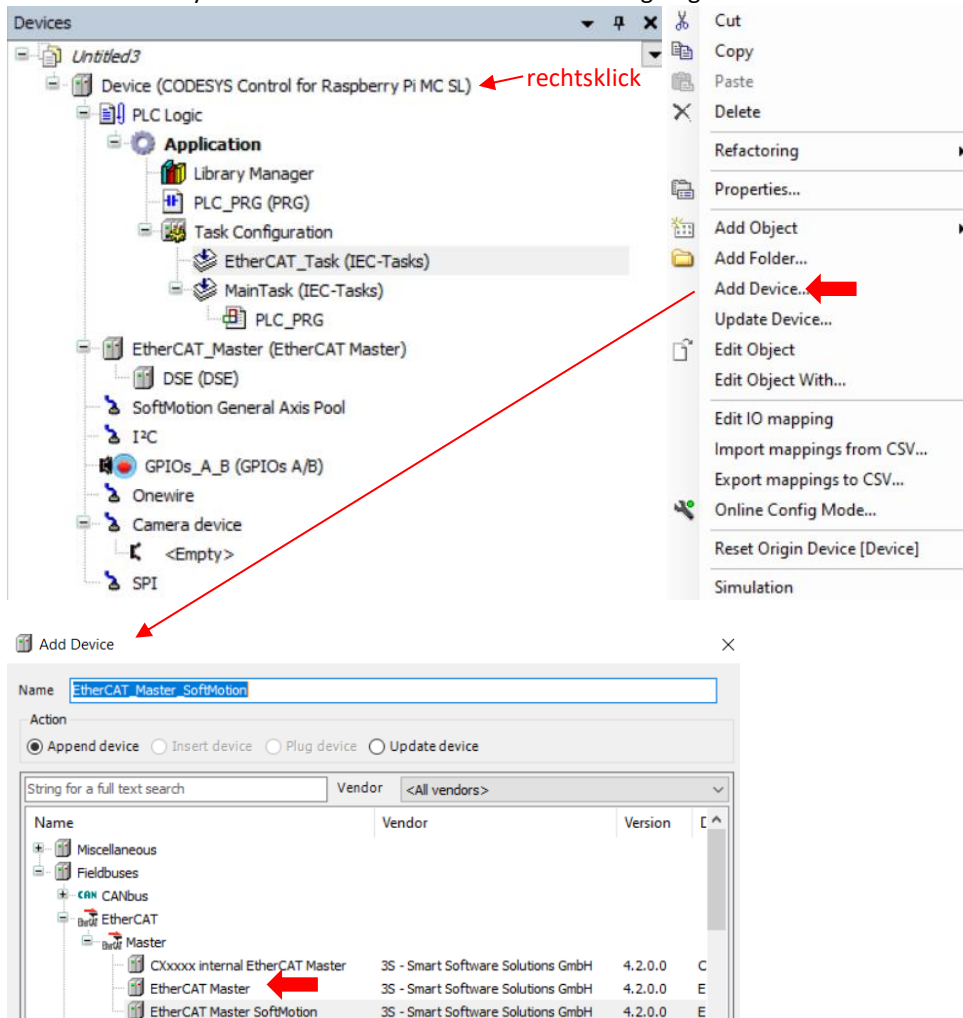 Devices
Untitled3
Device (CODESYS Control for Raspberry Pi MC SL)
rechtsklick
PLC Logic
Application
Library Manager
PLC_PRG (PRG)
Task Configuration
EtherCAT_Task (IEC-Tasks)
MainTask (IEC-Tasks)
PLC_PRG
EtherCAT_Master (EtherCAT Master)
DSE (DSE)
SoftMotion General Axis Pool
I²C
GPIOs_A_B (GPIOs A/B)
Onewire
Camera device
<Empty>
SPI
Cut
Copy
Paste
Delete
Refactoring
Properties...
Add Object
Add Folder...
Add Device...
Update Device...
Edit Object
Edit Object With...
Edit IO mapping
Import mappings from CSV...
Export mappings to CSV...
Online Config Mode...
Reset Origin Device [Device]
Simulation
Add Device
Name EtherCAT_Master_SoftMotion
Action
Append device Insert device Plug device Update device
String for a full text search Vendor <All vendors>
Name Vendor Version
Miscellaneous
Fieldbuses
CAN CANbus
EtherCAT
Master
CXxxxx internal EtherCAT Master 3S - Smart Software Solutions GmbH 4.2.0.0 C
EtherCAT Master 3S - Smart Software Solutions GmbH 4.2.0.0 E
EtherCAT Master SoftMotion 3S - Smart Software Solutions GmbH 4.2.0.0 E